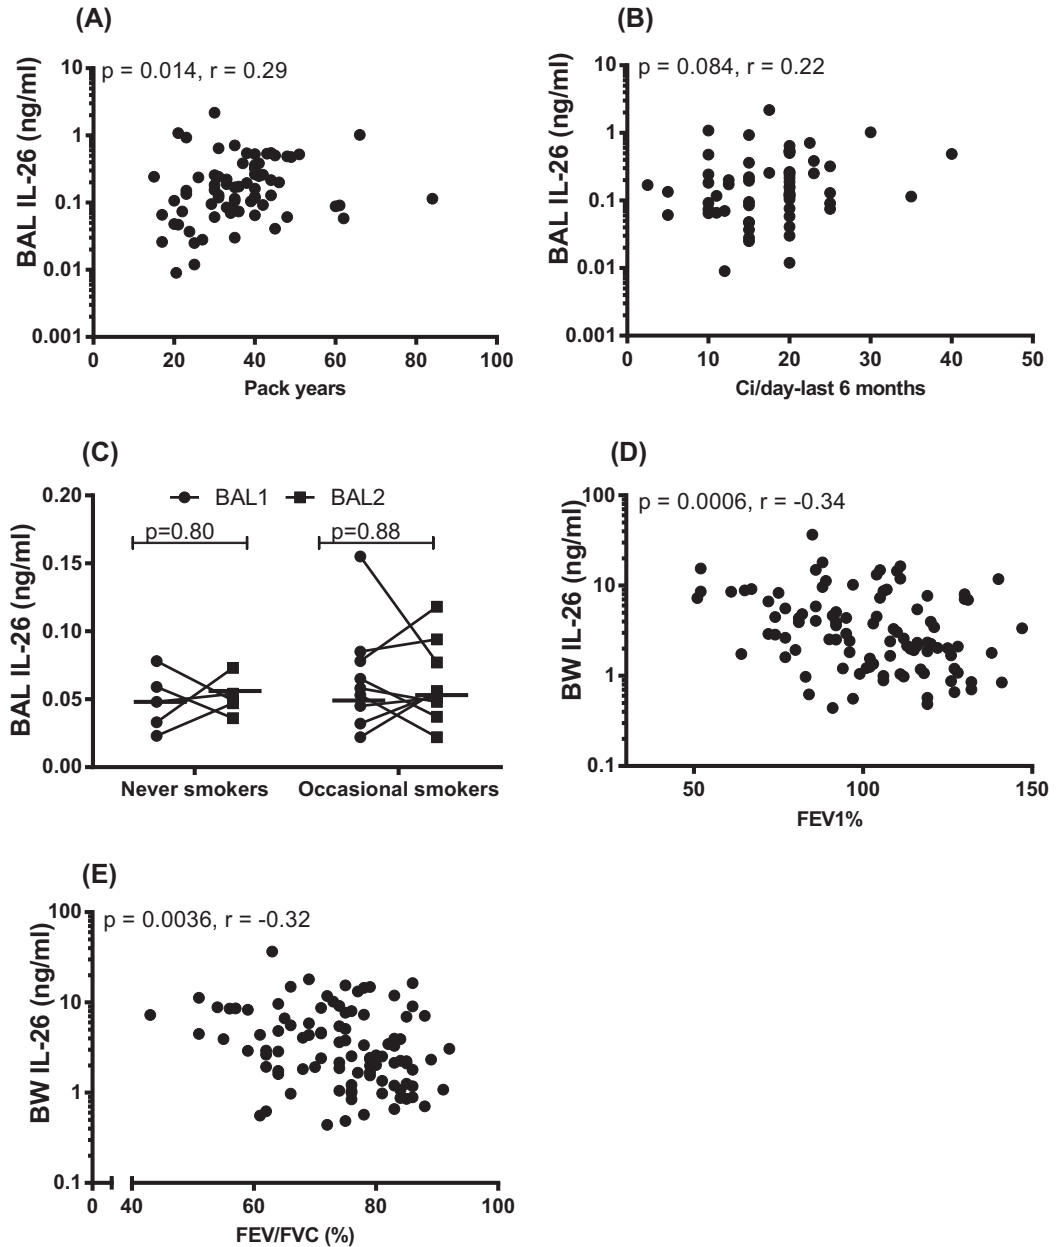 (A)
p = 0.014, r = 0.29
BAL IL-26 (ng/ml)
10
1
0.1
0.01
0.001
0 20 40 60 80 100
Pack years
(B)
p = 0.084, r = 0.22
BAL IL-26 (ng/ml)
10
1
0.1
0.01
0.001
0 10 20 30 40 50
Ci/day-last 6 months
(C)
BAL1 BAL2
p=0.80 p=0.88
BAL IL-26 (ng/ml)
0.20
0.15
0.10
0.05
0.00
Never smokers Occasional smokers
(D)
p = 0.0006, r = -0.34
BW IL-26 (ng/ml)
100
10
1
0.1
50 100 150
FEV1%
(E)
p = 0.0036, r = -0.32
BW IL-26 (ng/ml)
100
10
1
0.1
0 40 60 80 100
FEV/FVC (%)